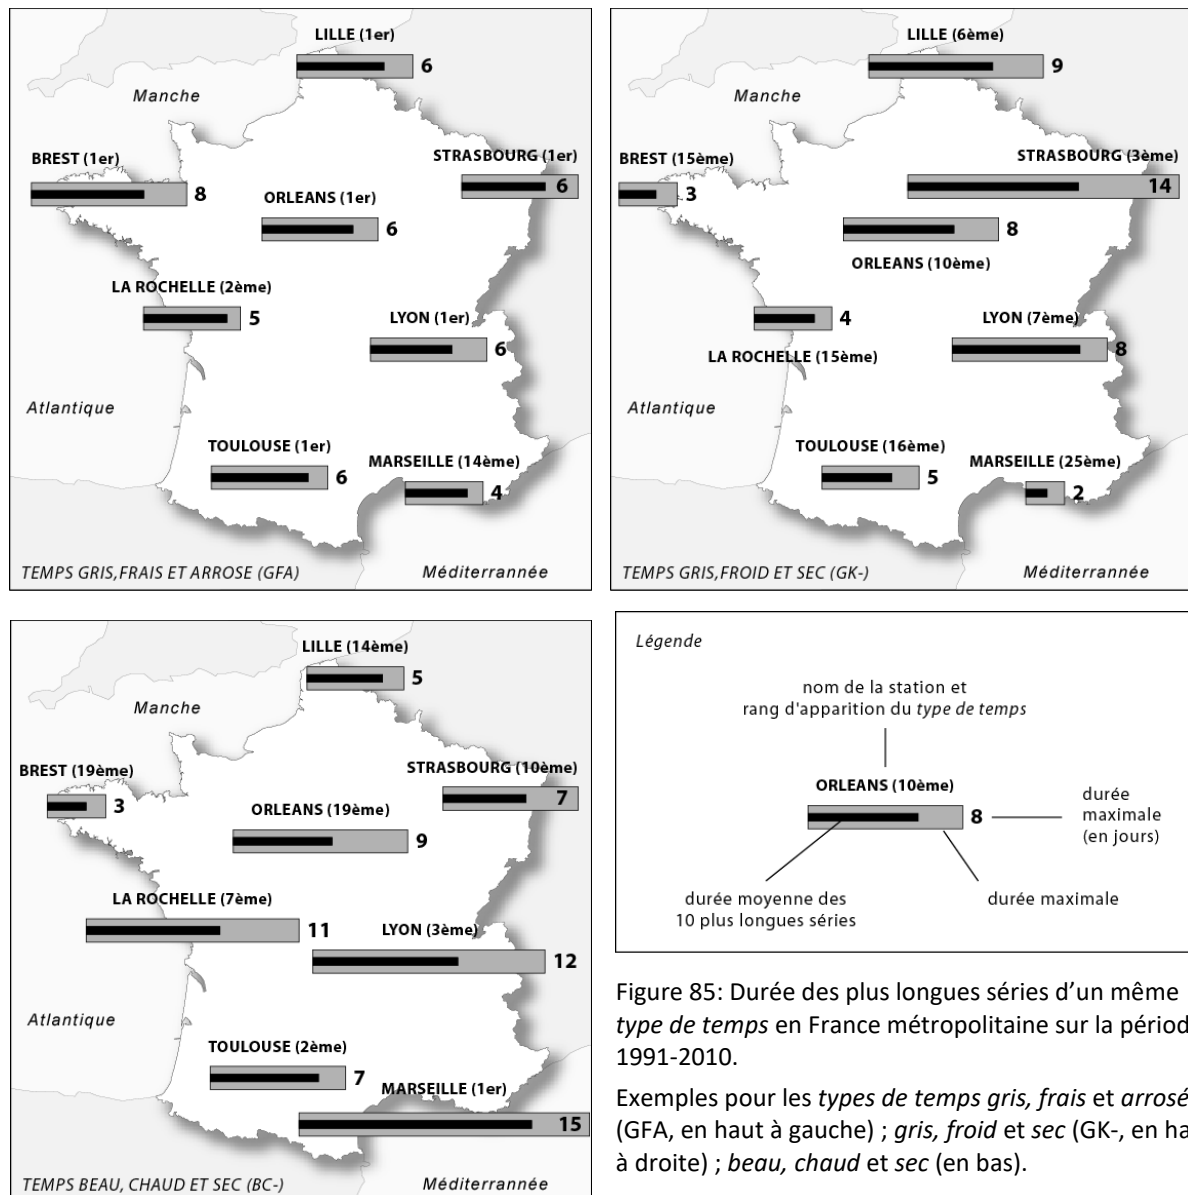 LILLE (1er)
6
Manche
BREST (1er)
8
STRASBOURG (1er)
6
ORLEANS (1er)
6
LA ROCHELLE (2ème)
5
LYON (1er)
6
Atlantique
TOULOUSE (1er)
6
MARSEILLE (14ème)
4
TEMPS GRIS,FRAIS ET ARROSE (GFA)
Méditerrannée
LILLE (6ème)
9
Manche
BREST (15ème)
3
STRASBOURG (3ème)
14
8
ORLEANS (10ème)
4
LA ROCHELLE (15ème)
LYON (7ème)
8
Atlantique
TOULOUSE (16ème)
5
MARSEILLE (25ème)
2
TEMPS GRIS,FROID ET SEC (GK-)
Méditerrannée
LILLE (14ème)
5
Manche
BREST (19ème)
3
STRASBOURG (10ème)
7
ORLEANS (19ème)
9
LA ROCHELLE (7ème)
11
LYON (3ème)
12
Atlantique
TOULOUSE (2ème)
7
MARSEILLE (1er)
15
TEMPS BEAU, CHAUD ET SEC (BC-)
Méditerrannée
Légende
nom de la station et
rang d'apparition du type de temps
ORLEANS (10ème)
8
durée
maximale
(en jours)
durée moyenne des
10 plus longues séries
durée maximale
Figure 85: Durée des plus longues séries d’un même
type de temps en France métropolitaine sur la périod
1991-2010.
Exemples pour les types de temps gris, frais et arrosé
(GFA, en haut à gauche) ; gris, froid et sec (GK-, en ha
à droite) ; beau, chaud et sec (en bas).